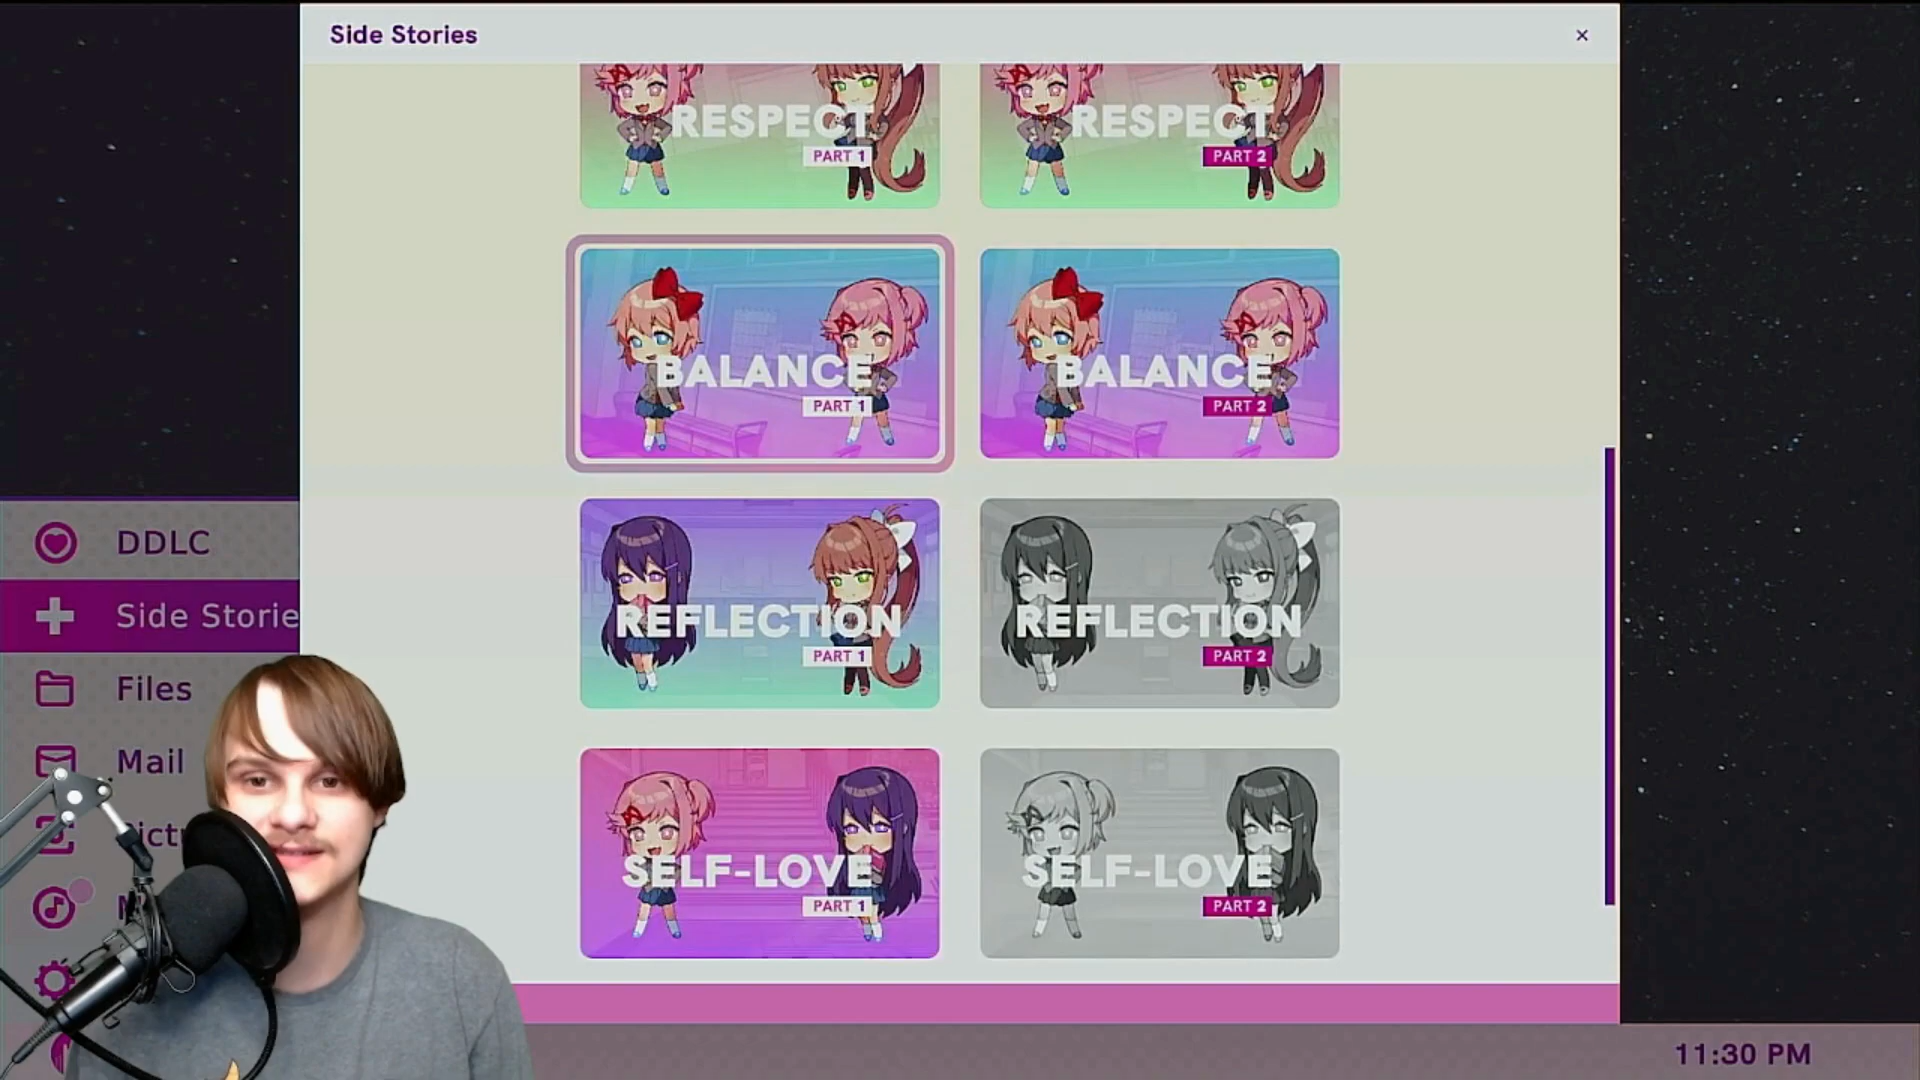 Side Stories
×
RESPECT
PART 1
RESPECT
PART 2
BALANCE
PART 1
BALANCE
PART 2
DDLC
Side Storie
REFLECTION
PART 1
REFLECTION
PART 2
Files
Mail
SELF-LOVE
PART 1
SELF-LOVE
PART 2
11:30 PM